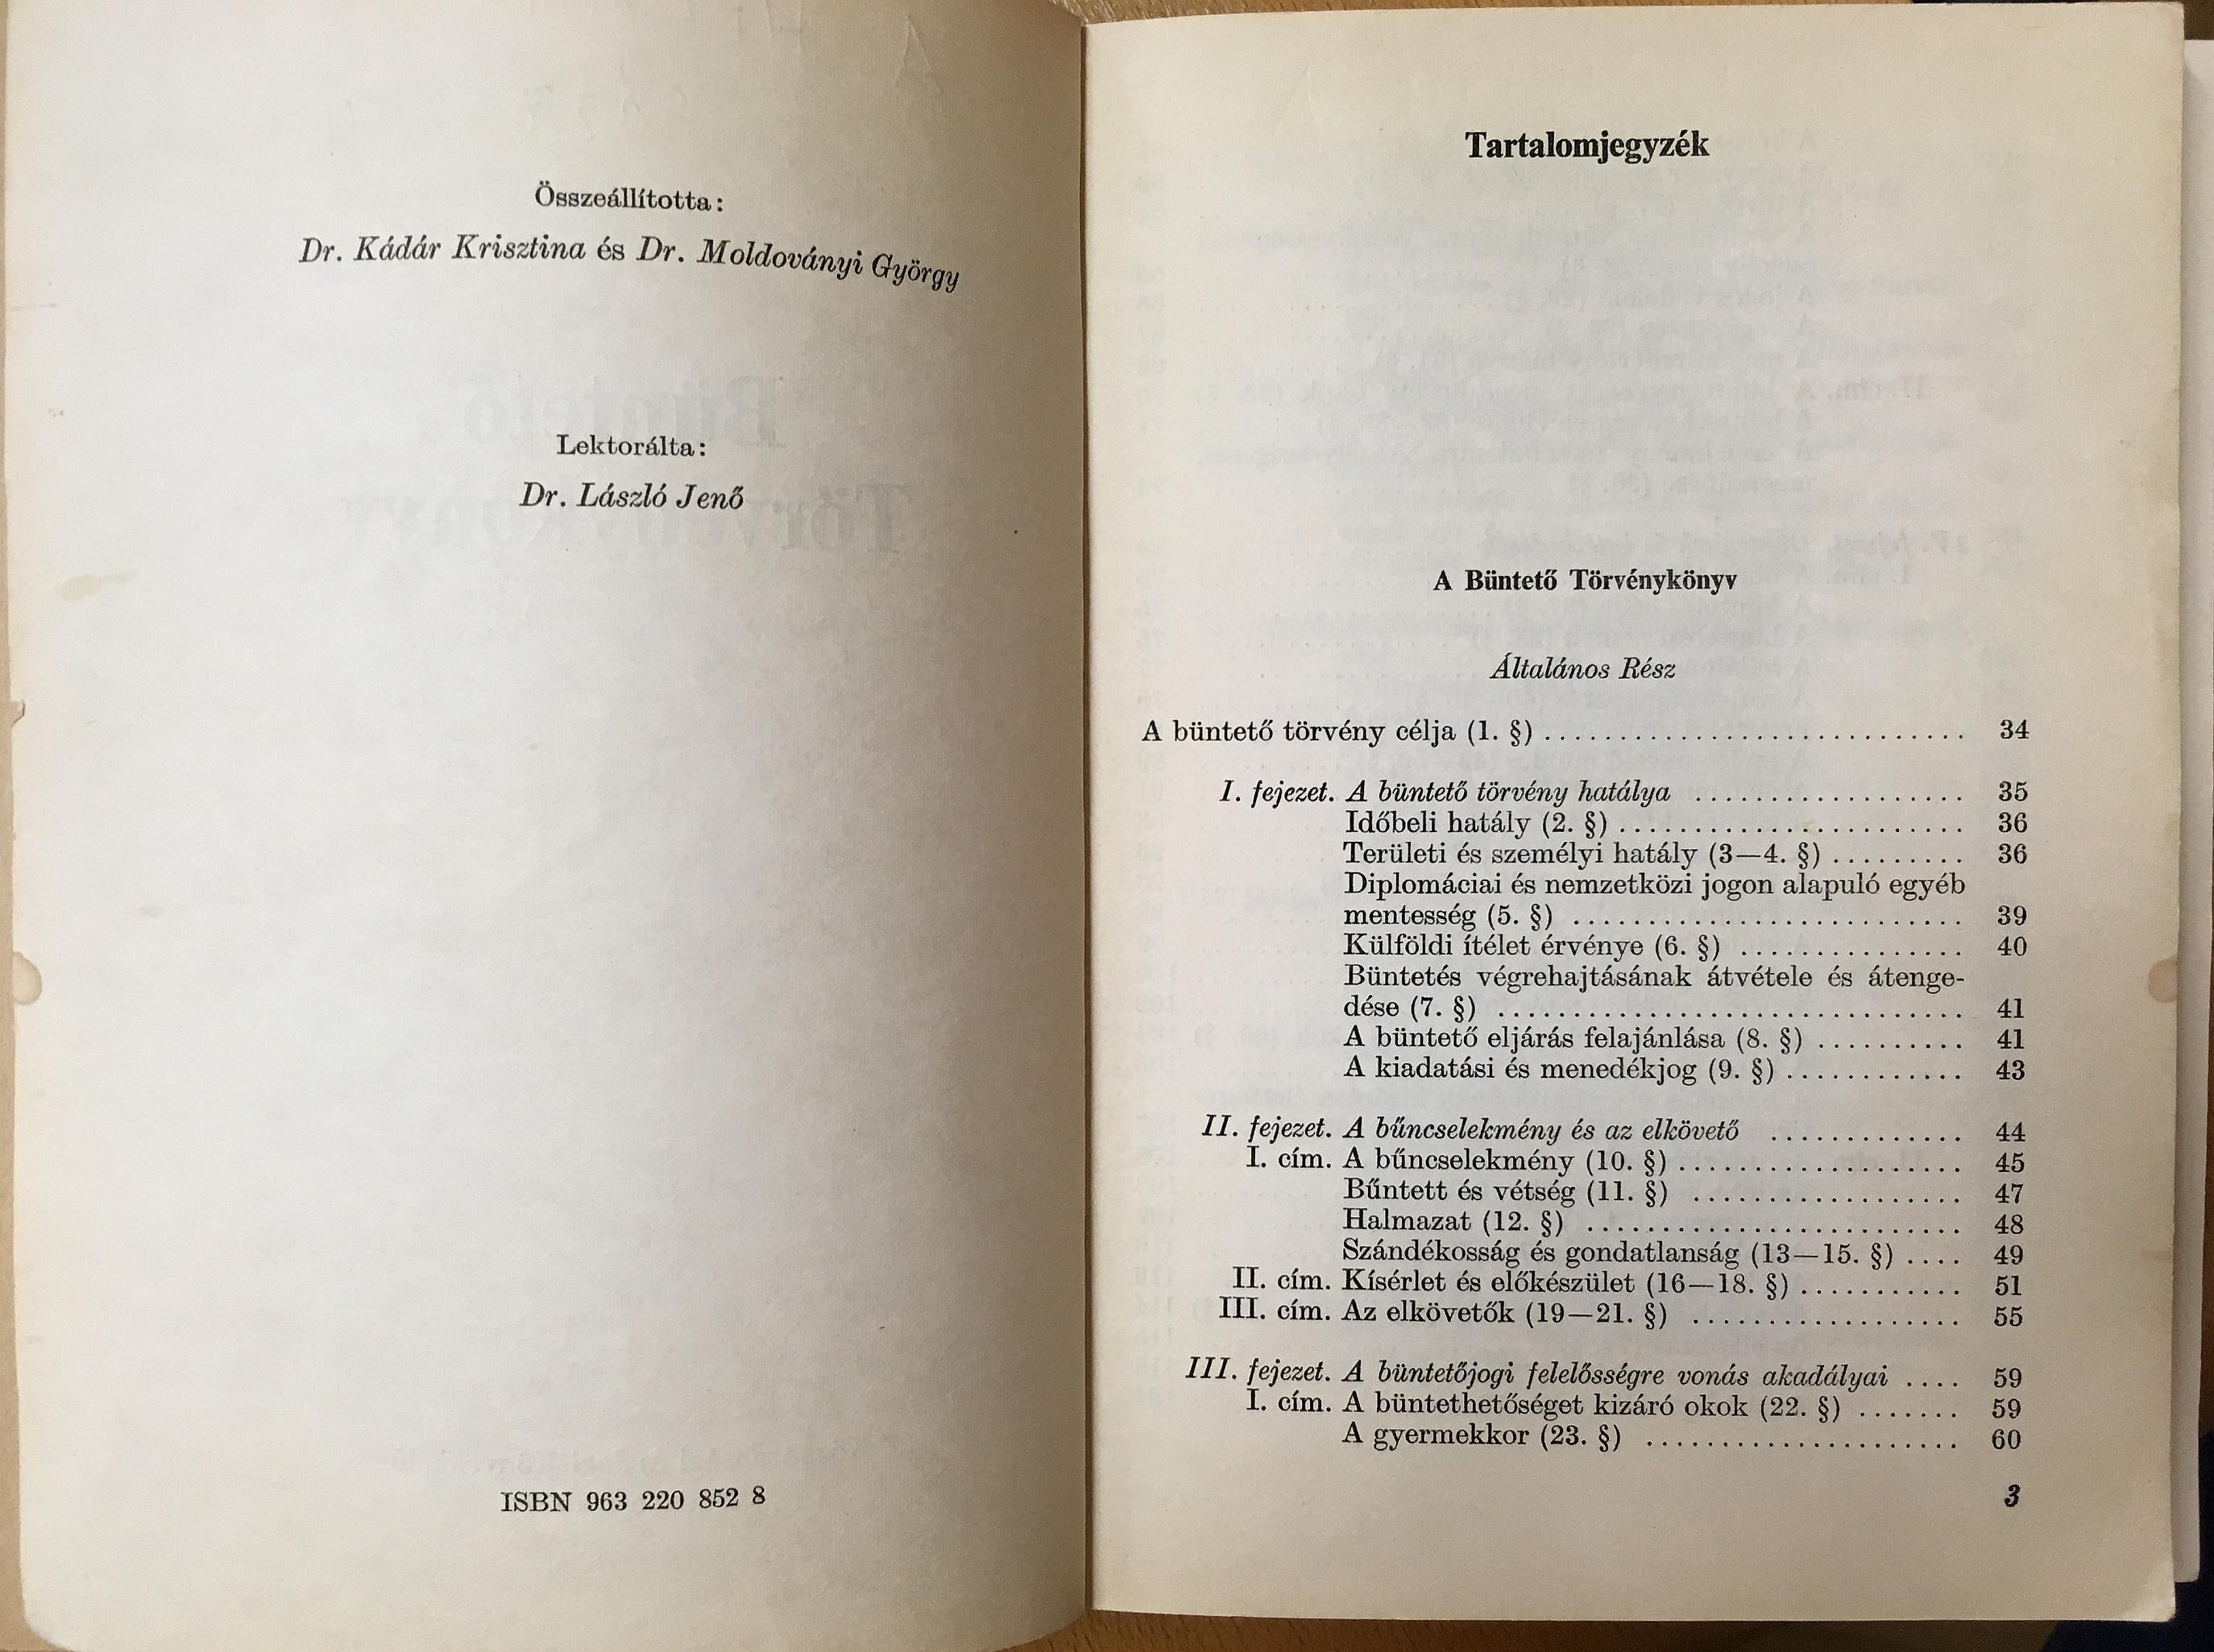 Összeállította:
Dr. Kádár Krisztina és Dr. Moldoványi György
Lektorálta:
Dr. László Jenő
ISBN 963 220 852 8
Tartalomjegyzék
A Büntető Törvénykönyv
Általános Rész
A büntető törvény célja (1. §) ............................ 34
I. fejezet. A büntető törvény hatálya .................. 35
Időbeli hatály (2. §) ....................... 36
Területi és személyi hatály (3—4. §) ......... 36
Diplomáciai és nemzetközi jogon alapuló egyéb
mentesség (5. §) .......................... 39
Külföldi ítélet érvénye (6. §) ............... 40
Büntetés végrehajtásának átvétele és átenge-
dése (7. §) ............................... 41
A büntető eljárás felajánlása (8. §) .......... 41
A kiadatási és menedékjog (9. §) ............ 43
II. fejezet. A bűncselekmény és az elkövető ............. 44
I. cím. A bűncselekmény (10. §) ................... 45
Bűntett és vétség (11. §) .................. 47
Halmazat (12. §) ......................... 48
Szándékosság és gondatlanság (13—15. §) .... 49
II. cím. Kísérlet és előkészület (16—18. §) ........... 51
III. cím. Az elkövetők (19—21. §) .................. 55
III. fejezet. A büntetőjogi felelősségre vonás akadályai .... 59
I. cím. A büntethetőséget kizáró okok (22. §) ....... 59
A gyermekkor (23. §) ..................... 60
3